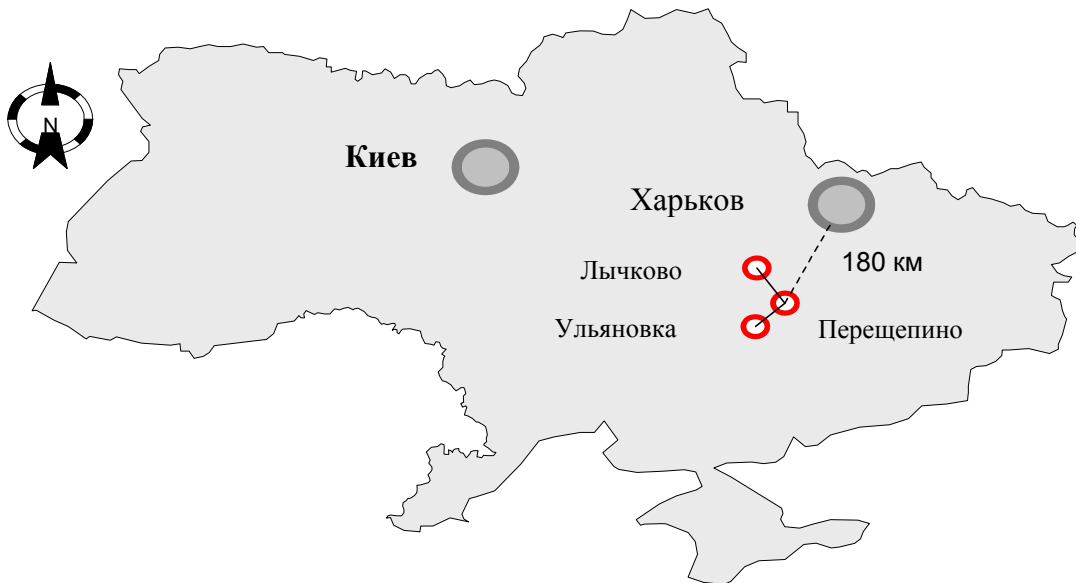 N
Киев
Харьков
180 км
Лычково
Ульяновка
Перещепино